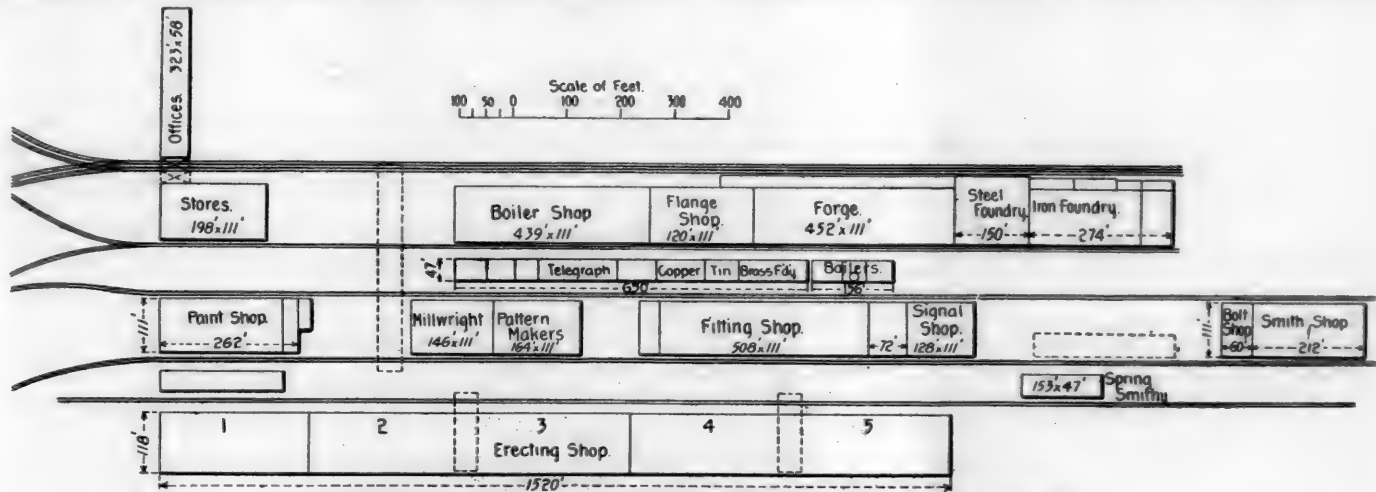 Offices. 323'x58'
Scale of Feet.
100 50 0 100 200 300 400
Stores.
198'x111'
Boiler Shop
439'x111'
Flange
Shop.
120'x111'
Forge.
452'x111'
Steel
Foundry.
150'
Iron Foundry.
274'
47'
Telegraph
Copper
Tin
Brass Fdy
Boilers.
650'
156'
111'
Paint Shop.
262'
Millwright
146'x111'
Pattern
Makers
164'x111'
Fitting Shop.
508'x111'
72'
Signal
Shop.
128'x111'
111'
Bolt
Shop
60'
Smith Shop
212'
153'x47'
Spring
Smithy
118'
1 2 3 4 5
Erecting Shop.
1520'